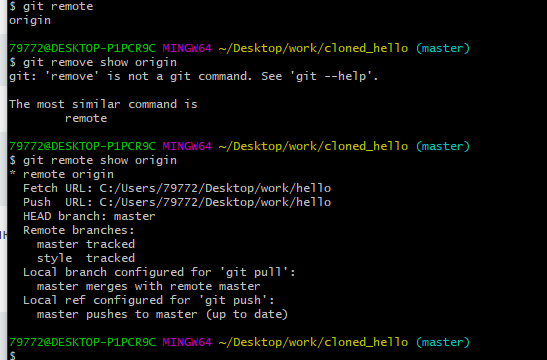 $ git remote
origin
79772@DESKTOP-P1PCR9C MINGW64 ~/Desktop/work/cloned_hello (master)
$ git remove show origin
git: 'remove' is not a git command. See 'git --help'.
The most similar command is
        remote
79772@DESKTOP-P1PCR9C MINGW64 ~/Desktop/work/cloned_hello (master)
$ git remote show origin
* remote origin
  Fetch URL: C:/Users/79772/Desktop/work/hello
  Push  URL: C:/Users/79772/Desktop/work/hello
  HEAD branch: master
  Remote branches:
    master tracked
    style  tracked
  Local branch configured for 'git pull':
    master merges with remote master
  Local ref configured for 'git push':
    master pushes to master (up to date)
79772@DESKTOP-P1PCR9C MINGW64 ~/Desktop/work/cloned_hello (master)
$